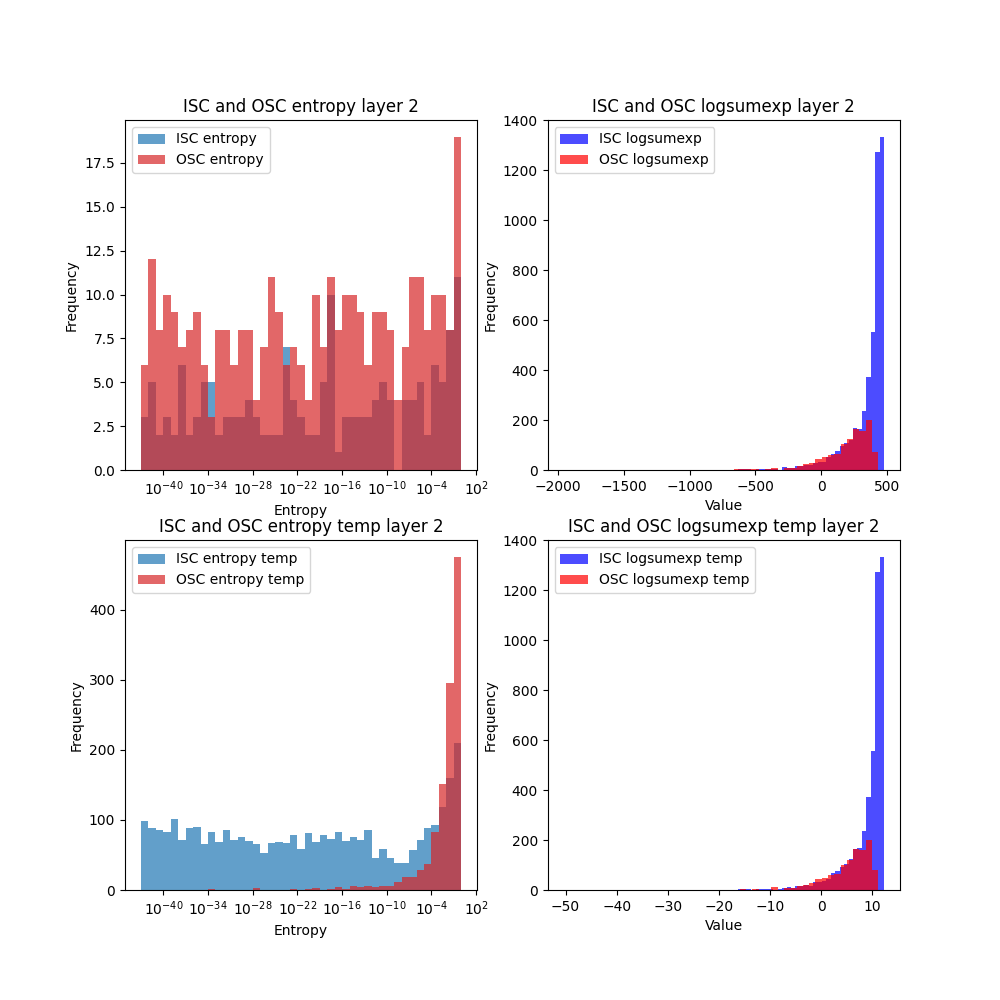 ISC and OSC entropy layer 2
ISC entropy
OSC entropy
Frequency
17.5
15.0
12.5
10.0
7.5
5.0
2.5
0.0
10⁻⁴⁰ 10⁻³⁴ 10⁻²⁸ 10⁻²² 10⁻¹⁶ 10⁻¹⁰ 10⁻⁴ 10²
Entropy
ISC and OSC logsumexp layer 2
ISC logsumexp
OSC logsumexp
Frequency
1400
1200
1000
800
600
400
200
0
−2000 −1500 −1000 −500 0 500
Value
ISC and OSC entropy temp layer 2
ISC entropy temp
OSC entropy temp
Frequency
400
300
200
100
0
10⁻⁴⁰ 10⁻³⁴ 10⁻²⁸ 10⁻²² 10⁻¹⁶ 10⁻¹⁰ 10⁻⁴ 10²
Entropy
ISC and OSC logsumexp temp layer 2
ISC logsumexp temp
OSC logsumexp temp
Frequency
1400
1200
1000
800
600
400
200
0
−50 −40 −30 −20 −10 0 10
Value